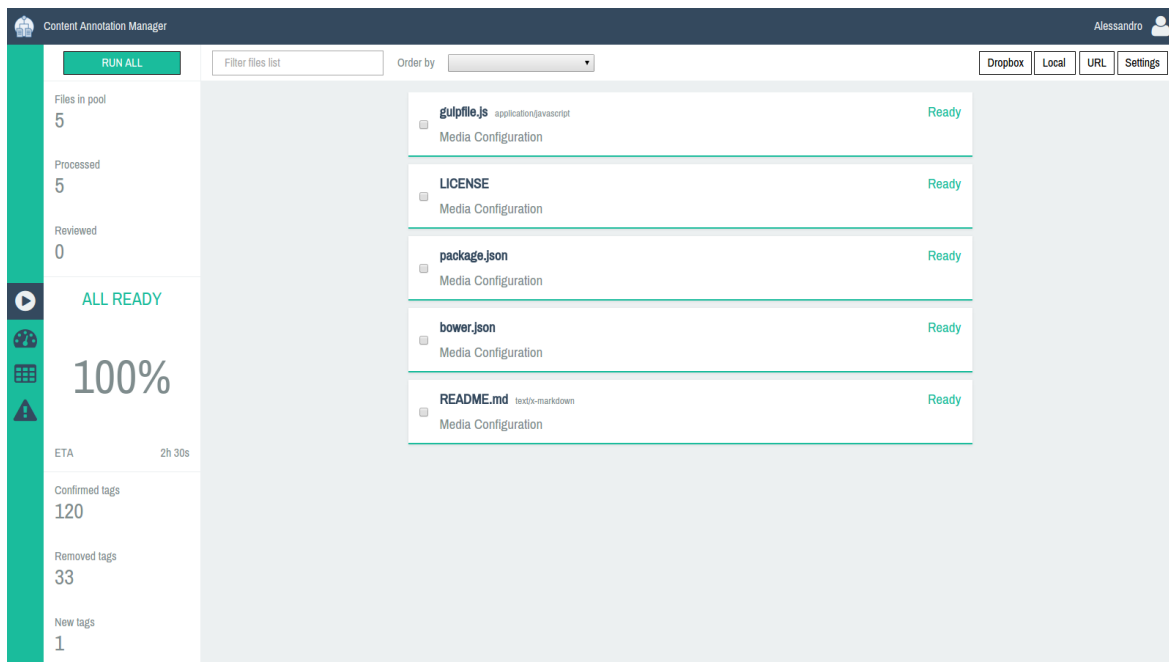 Content Annotation Manager
Alessandro
RUN ALL
Filter files list
Order by
Dropbox
Local
URL
Settings
Files in pool
5
Processed
5
Reviewed
0
ALL READY
100%
ETA 2h 30s
Confirmed tags
120
Removed tags
33
New tags
1
gulpfile.js application/javascript Ready
Media Configuration
LICENSE Ready
Media Configuration
package.json Ready
Media Configuration
bower.json Ready
Media Configuration
README.md text/x-markdown Ready
Media Configuration